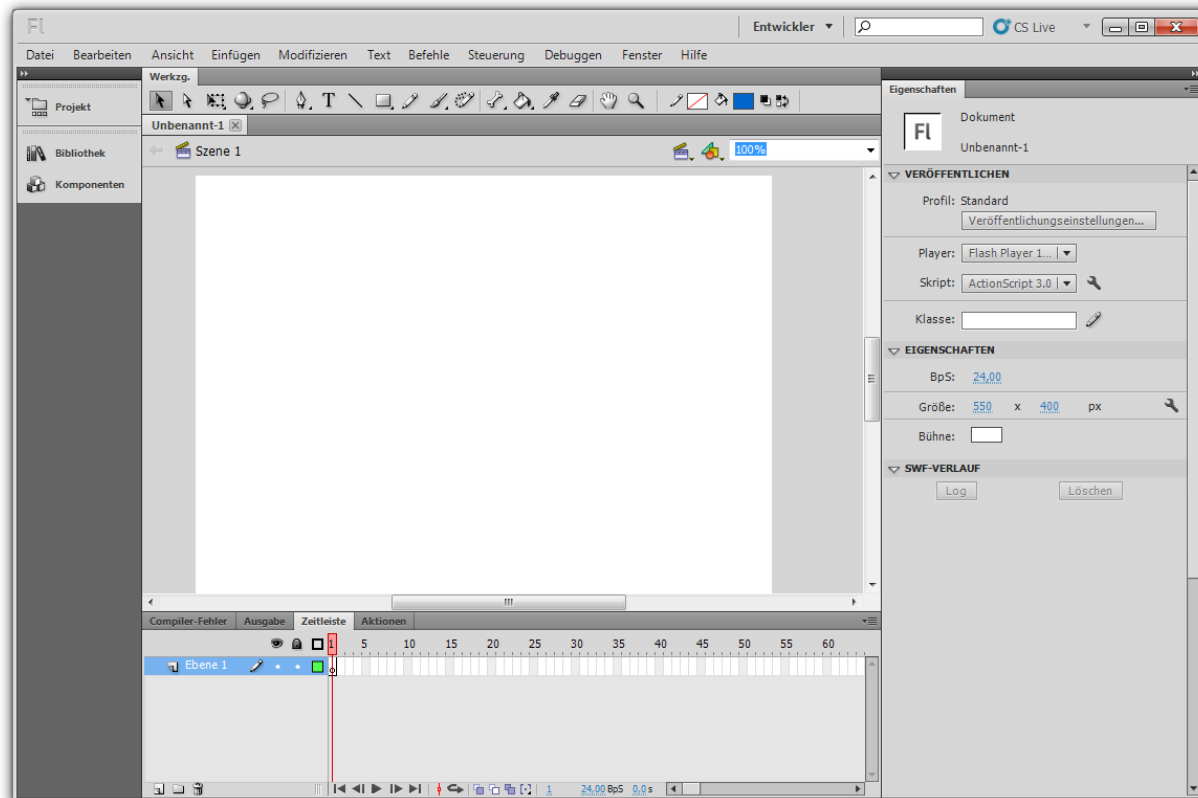 Fl
Entwickler
CS Live
Datei Bearbeiten Ansicht Einfügen Modifizieren Text Befehle Steuerung Debuggen Fenster Hilfe
Projekt
Bibliothek
Komponenten
Werkzg.
T
Unbenannt-1
Szene 1
100%
Compiler-Fehler Ausgabe Zeitleiste Aktionen
1 5 10 15 20 25 30 35 40 45 50 55 60
Ebene 1
1 24,00 BpS 0,0 s
Eigenschaften
Fl
Dokument
Unbenannt-1
VERÖFFENTLICHEN
Profil: Standard
Veröffentlichungseinstellungen...
Player: Flash Player 1...
Skript: ActionScript 3.0
Klasse:
EIGENSCHAFTEN
BpS: 24,00
Größe: 550 x 400 px
Bühne:
SWF-VERLAUF
Log Löschen